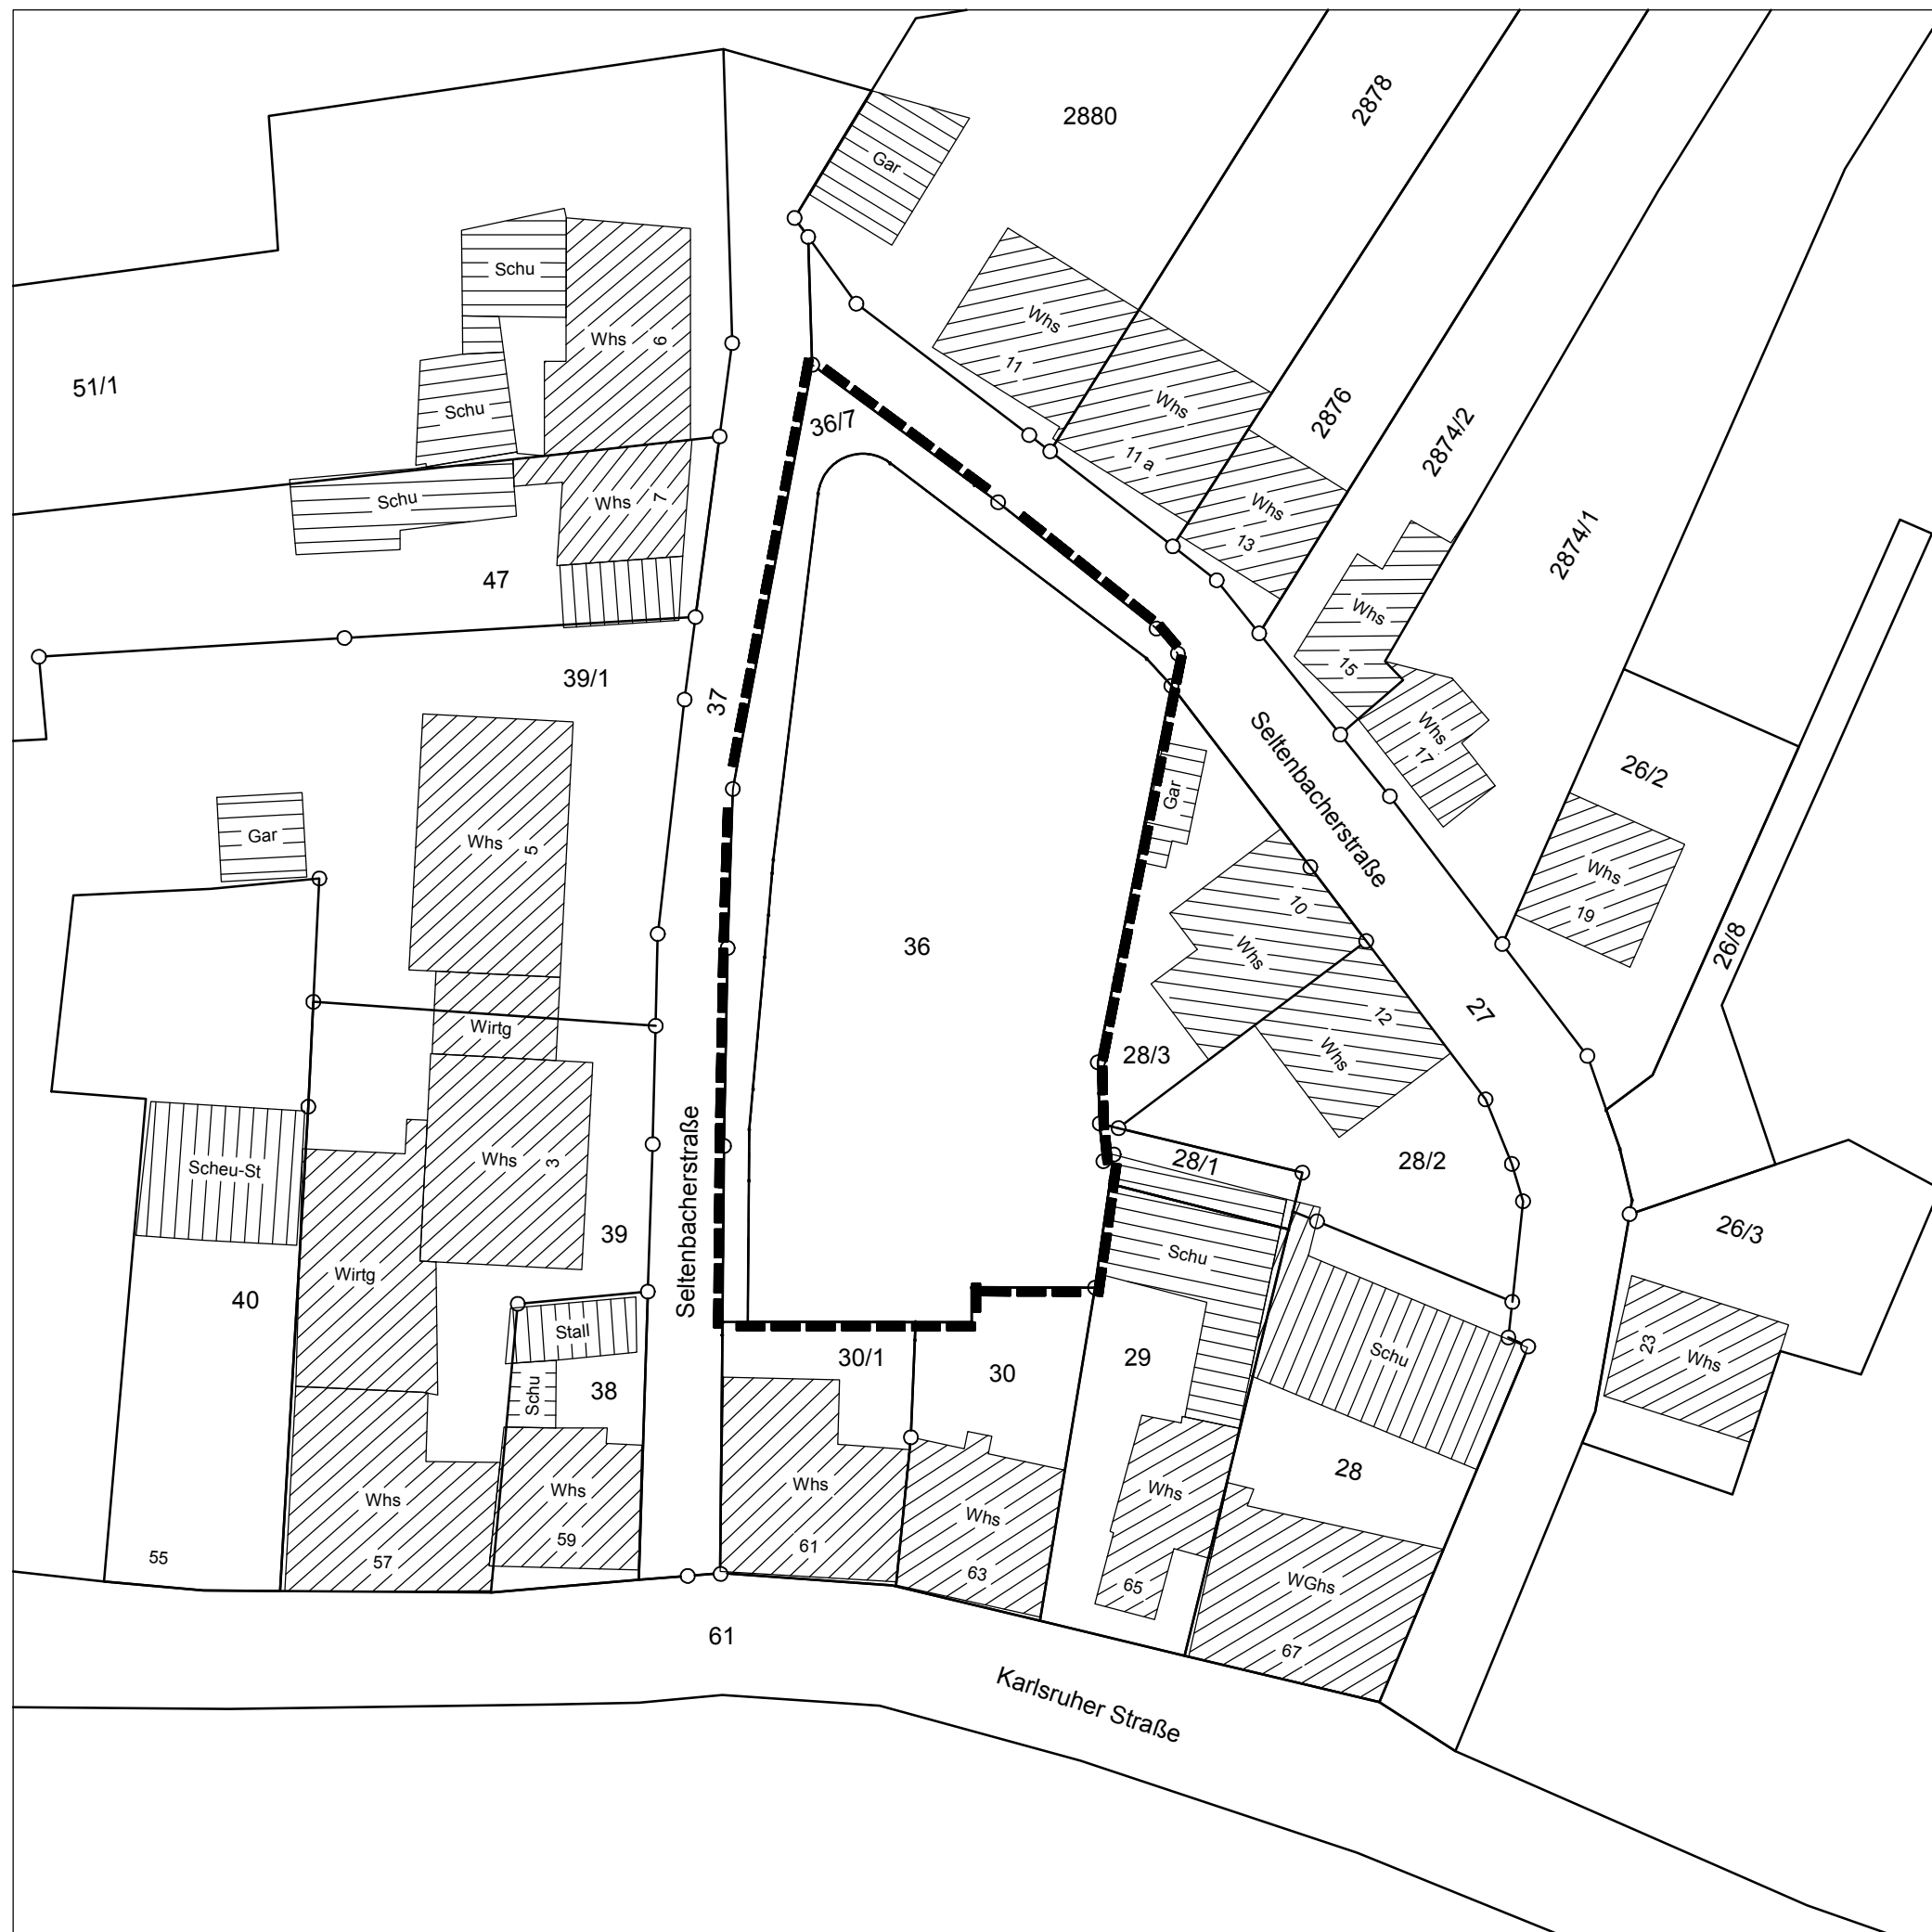 2880
2878
Gar
Schu
Whs
6
Whs
11
51/1
Whs
11 a
2876
2874/2
Schu
36/7
Schu
Whs
7
Whs
13
2874/1
47
39/1
37
Whs
15
Seltenbacherstraße
Whs
17
26/2
Gar
Gar
Whs
5
Whs
19
36
10
Whs
26/8
Wirtg
12
Whs
27
28/3
Scheu-St
Whs
3
Seltenbacherstraße
28/1
28/2
39
Schu
26/3
Wirtg
40
Stall
30/1
30
29
Schu
23
Whs
38
Schu
Whs
57
Whs
59
Whs
61
Whs
63
Whs
65
28
55
WGhs
67
61
Karlsruher Straße